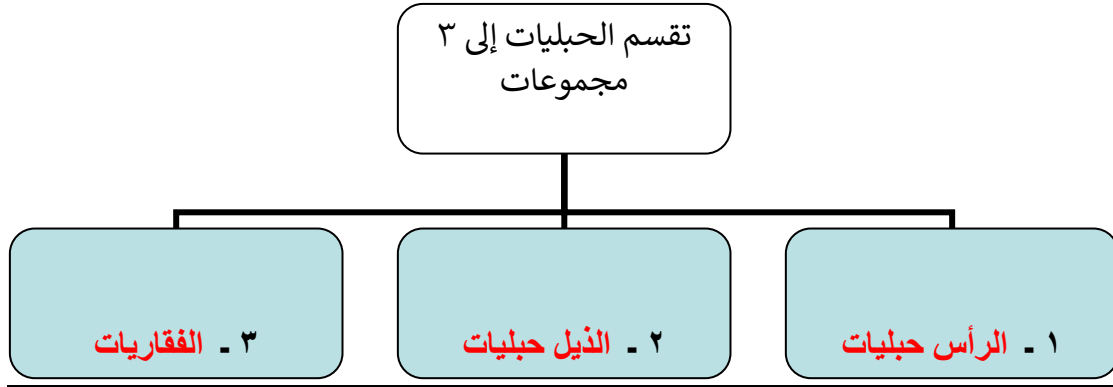 تقسم الحبليات إلى ٣
مجموعات
١ ـ الرأس حبليات
٢ ـ الذيل حبليات
٣ ـ الفقاريات